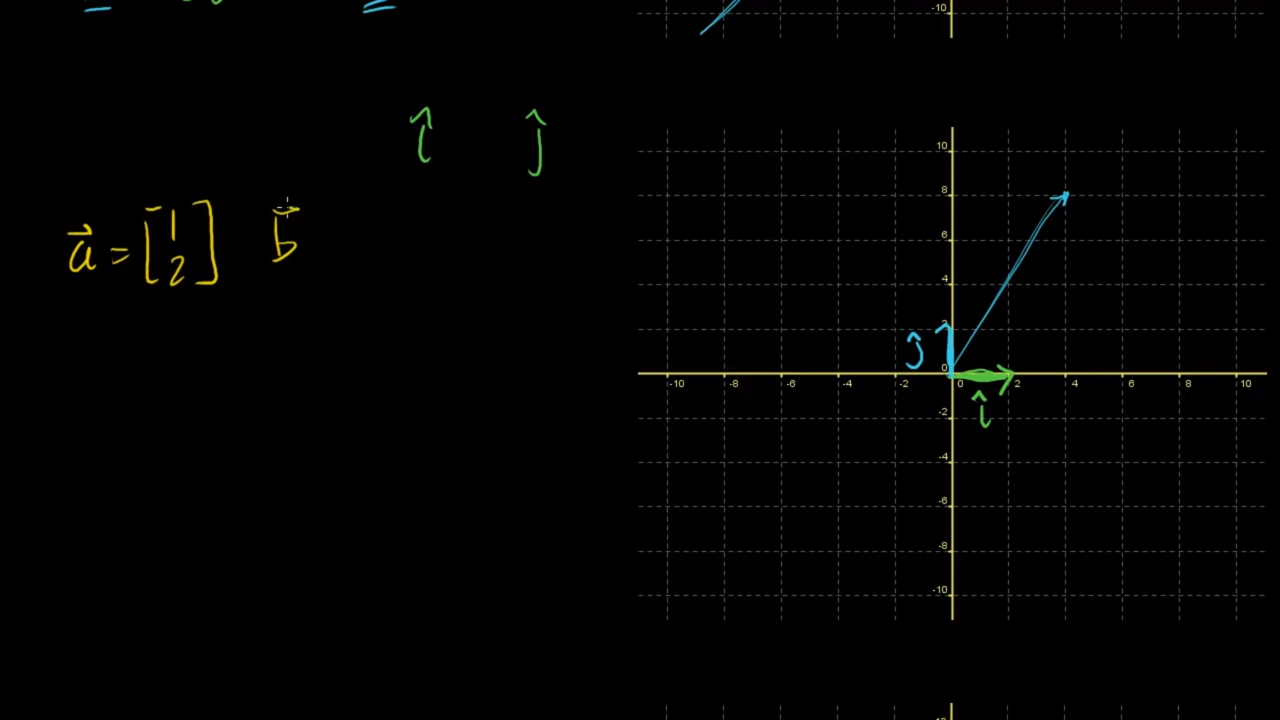 -10
î ĵ
a⃗ = [1 2] b⃗
10
8
6
4
2
ĵ
0
-10 -8 -6 -4 -2 0 2 4 6 8 10
î
-2
-4
-6
-8
-10